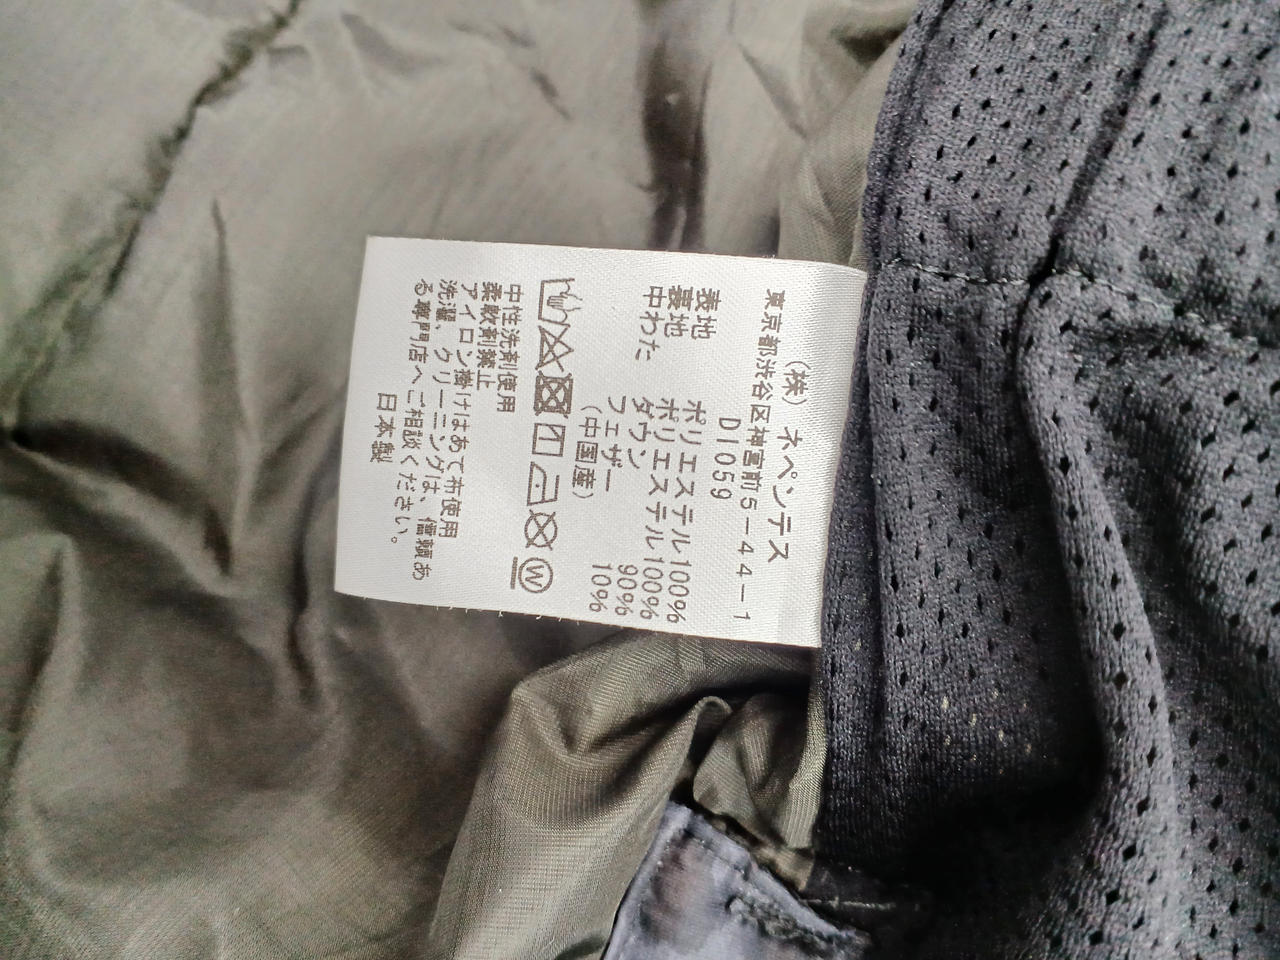 (株) ネペンテス
東京都渋谷区神宮前5-44-1
D1059
表地 ポリエステル100%
裏地 ポリエステル100%
中わた ダウン 90%
フェザー 10%
(中国産)
W
中性洗剤使用
柔軟剤禁止
アイロン掛けはあて布使用
洗濯、クリーニングは、信頼あ
る専門店へご相談ください。
日本製